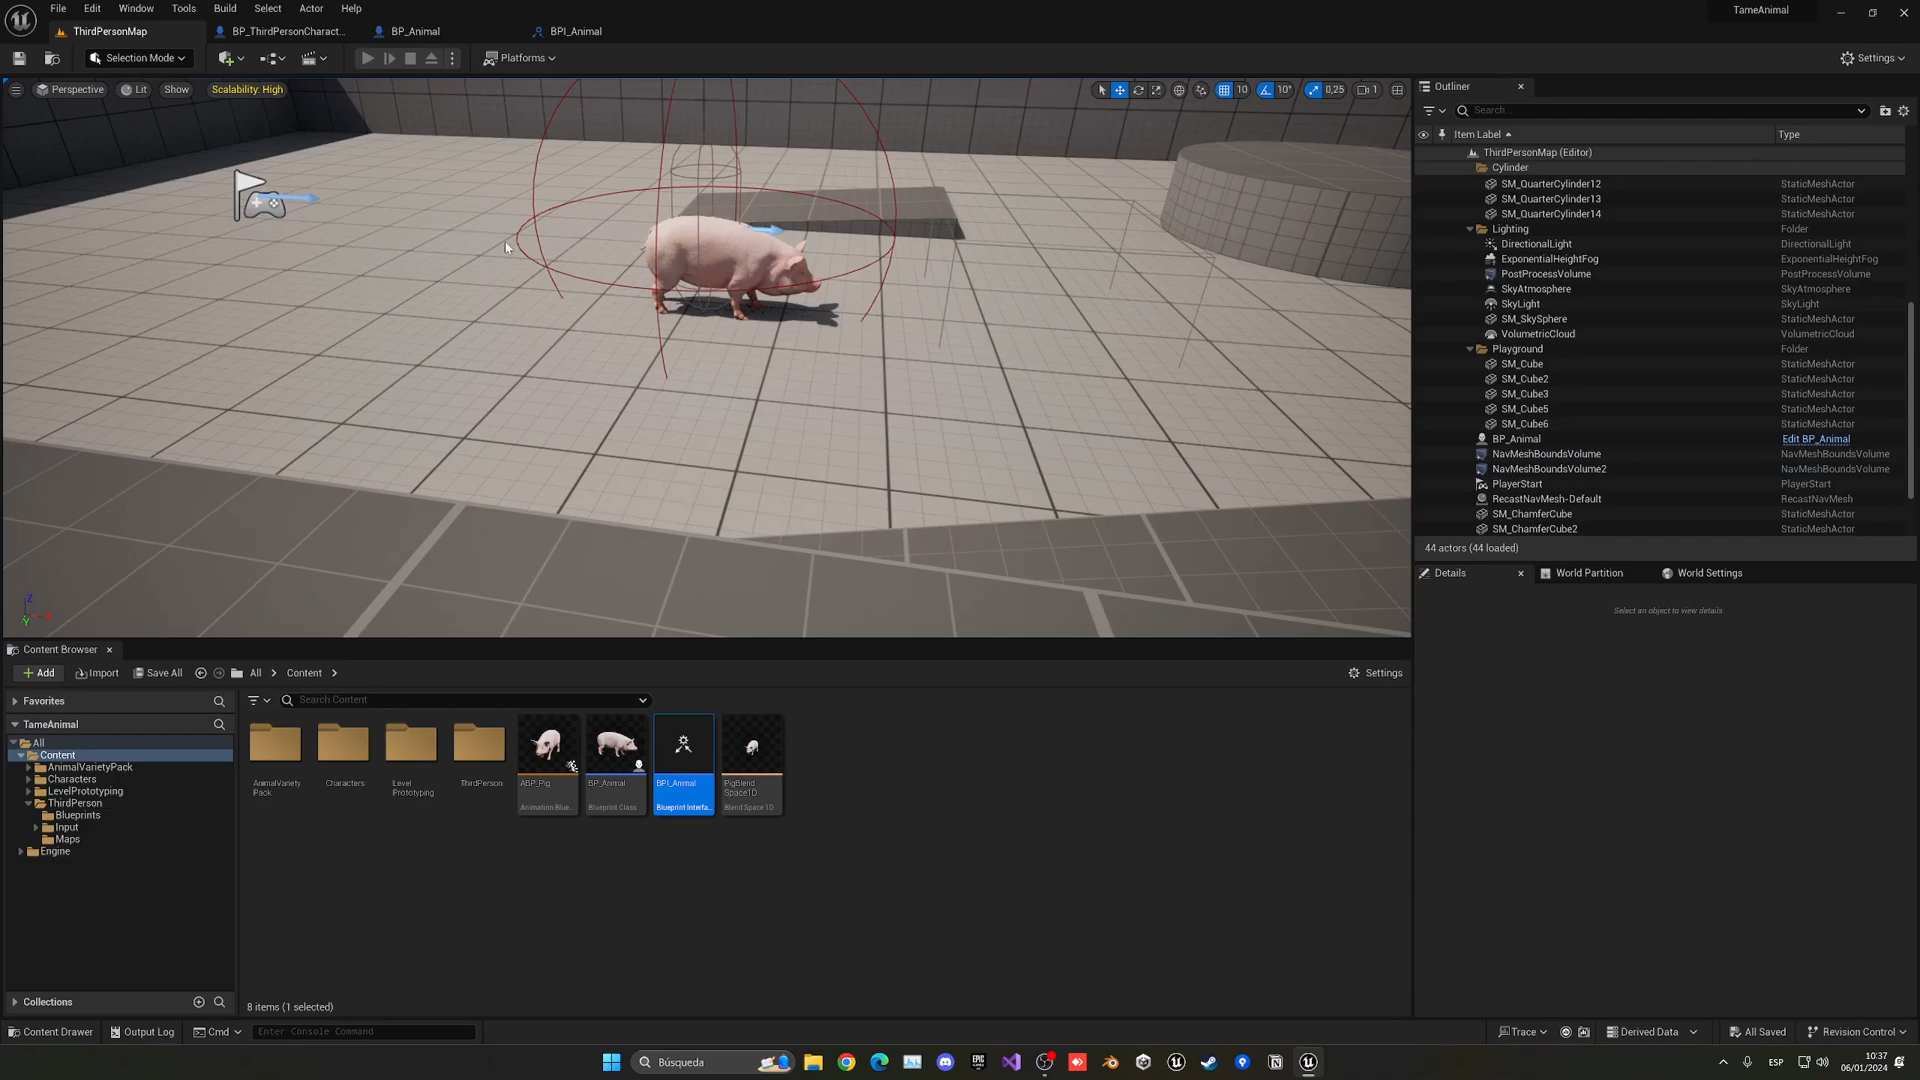 File Edit Window Tools Build Select Actor Help
TameAnimal
ThirdPersonMap
BP_ThirdPersonCharact...
BP_Animal
BPI_Animal
Selection Mode
Platforms
Settings
Perspective
Lit
Show
Scalability: High
10
10°
0,25
1
Outliner
Search...
Item Label
Type
ThirdPersonMap (Editor)
Cylinder
SM_QuarterCylinder12 StaticMeshActor
SM_QuarterCylinder13 StaticMeshActor
SM_QuarterCylinder14 StaticMeshActor
Lighting Folder
DirectionalLight DirectionalLight
ExponentialHeightFog ExponentialHeightFog
PostProcessVolume PostProcessVolume
SkyAtmosphere SkyAtmosphere
SkyLight SkyLight
SM_SkySphere StaticMeshActor
VolumetricCloud VolumetricCloud
Playground Folder
SM_Cube StaticMeshActor
SM_Cube2 StaticMeshActor
SM_Cube3 StaticMeshActor
SM_Cube5 StaticMeshActor
SM_Cube6 StaticMeshActor
BP_Animal Edit BP_Animal
NavMeshBoundsVolume NavMeshBoundsVolume
NavMeshBoundsVolume2 NavMeshBoundsVolume
PlayerStart PlayerStart
RecastNavMesh-Default RecastNavMesh
SM_ChamferCube StaticMeshActor
SM_ChamferCube2 StaticMeshActor
44 actors (44 loaded)
Details
World Partition
World Settings
Select an object to view details.
Z
X
Y
Content Browser
Add
Import
Save All
All
Content
Settings
Favorites
Search Content
TameAnimal
All
Content
AnimalVarietyPack
Characters
LevelPrototyping
ThirdPerson
Blueprints
Input
Maps
Engine
AnimalVariety
Pack
Characters
Level
Prototyping
ThirdPerson
ABP_Pig
Animation Blue...
BP_Animal
Blueprint Class
BPI_Animal
Blueprint Interfa...
PigBlend
Space1D
Blend Space 1D
Collections
8 items (1 selected)
Content Drawer
Output Log
Cmd
Enter Console Command
Trace
Derived Data
All Saved
Revision Control
Búsqueda
EPIC
GAMES
ESP
10:37
06/01/2024